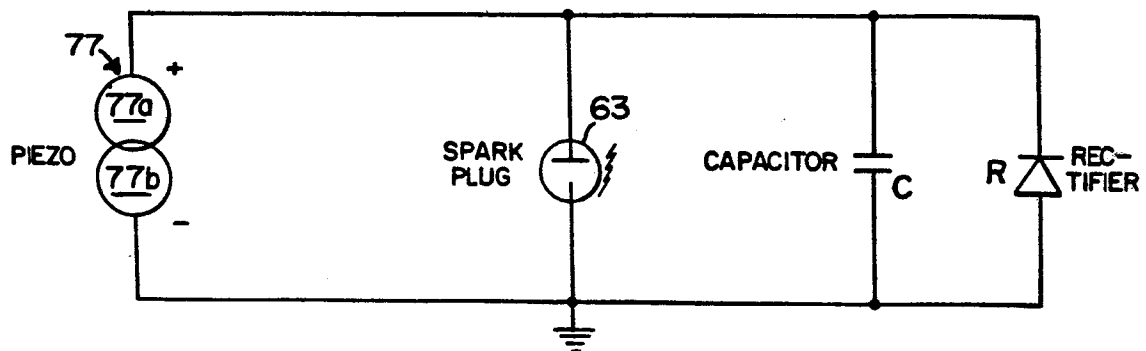 77
+
77a
PIEZO
77b
-
63
SPARK
PLUG
CAPACITOR
C
R
REC-
TIFIER